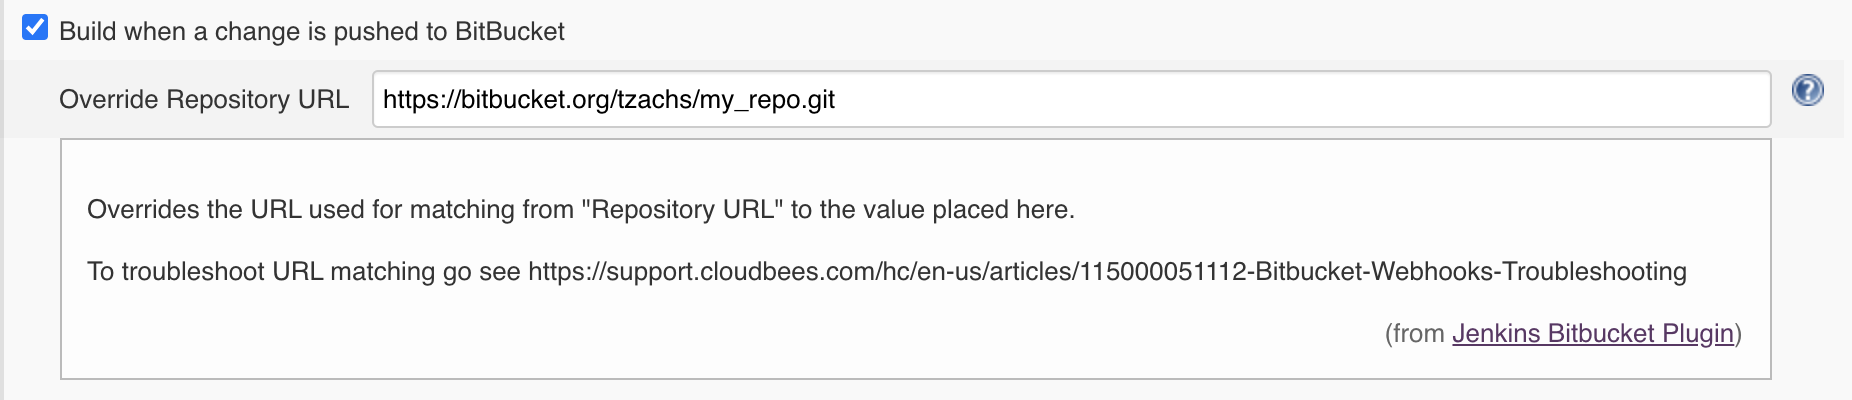 Build when a change is pushed to BitBucket
Override Repository URL https://bitbucket.org/tzachs/my_repo.git ?
Overrides the URL used for matching from "Repository URL" to the value placed here.
To troubleshoot URL matching go see https://support.cloudbees.com/hc/en-us/articles/115000051112-Bitbucket-Webhooks-Troubleshooting
(from Jenkins Bitbucket Plugin)